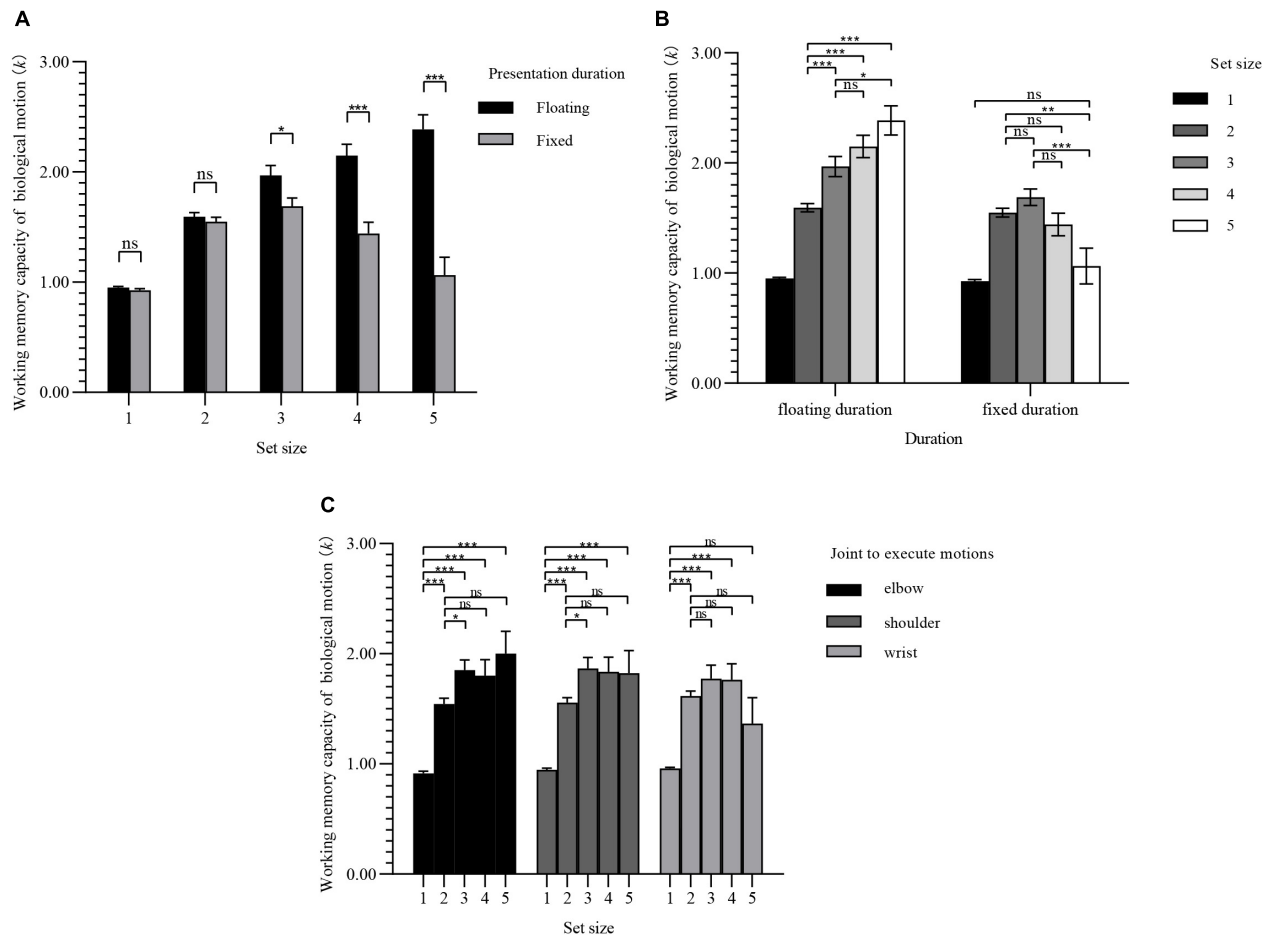 A
Working memory capacity of biological motion (k)
3.00
2.00
1.00
0.00
ns
ns
*
***
***
1 2 3 4 5
Set size
Presentation duration
Floating
Fixed
B
Working memory capacity of biological motion (k)
3.00
2.00
1.00
0.00
***
***
***
*
ns
ns
**
ns
ns
***
ns
floating duration fixed duration
Duration
Set size
1
2
3
4
5
C
Working memory capacity of biological motion (k)
3.00
2.00
1.00
0.00
***
***
***
***
ns
ns
*
***
***
***
***
ns
ns
*
ns
***
***
***
ns
ns
ns
1 2 3 4 5 1 2 3 4 5 1 2 3 4 5
Set size
Joint to execute motions
elbow
shoulder
wrist